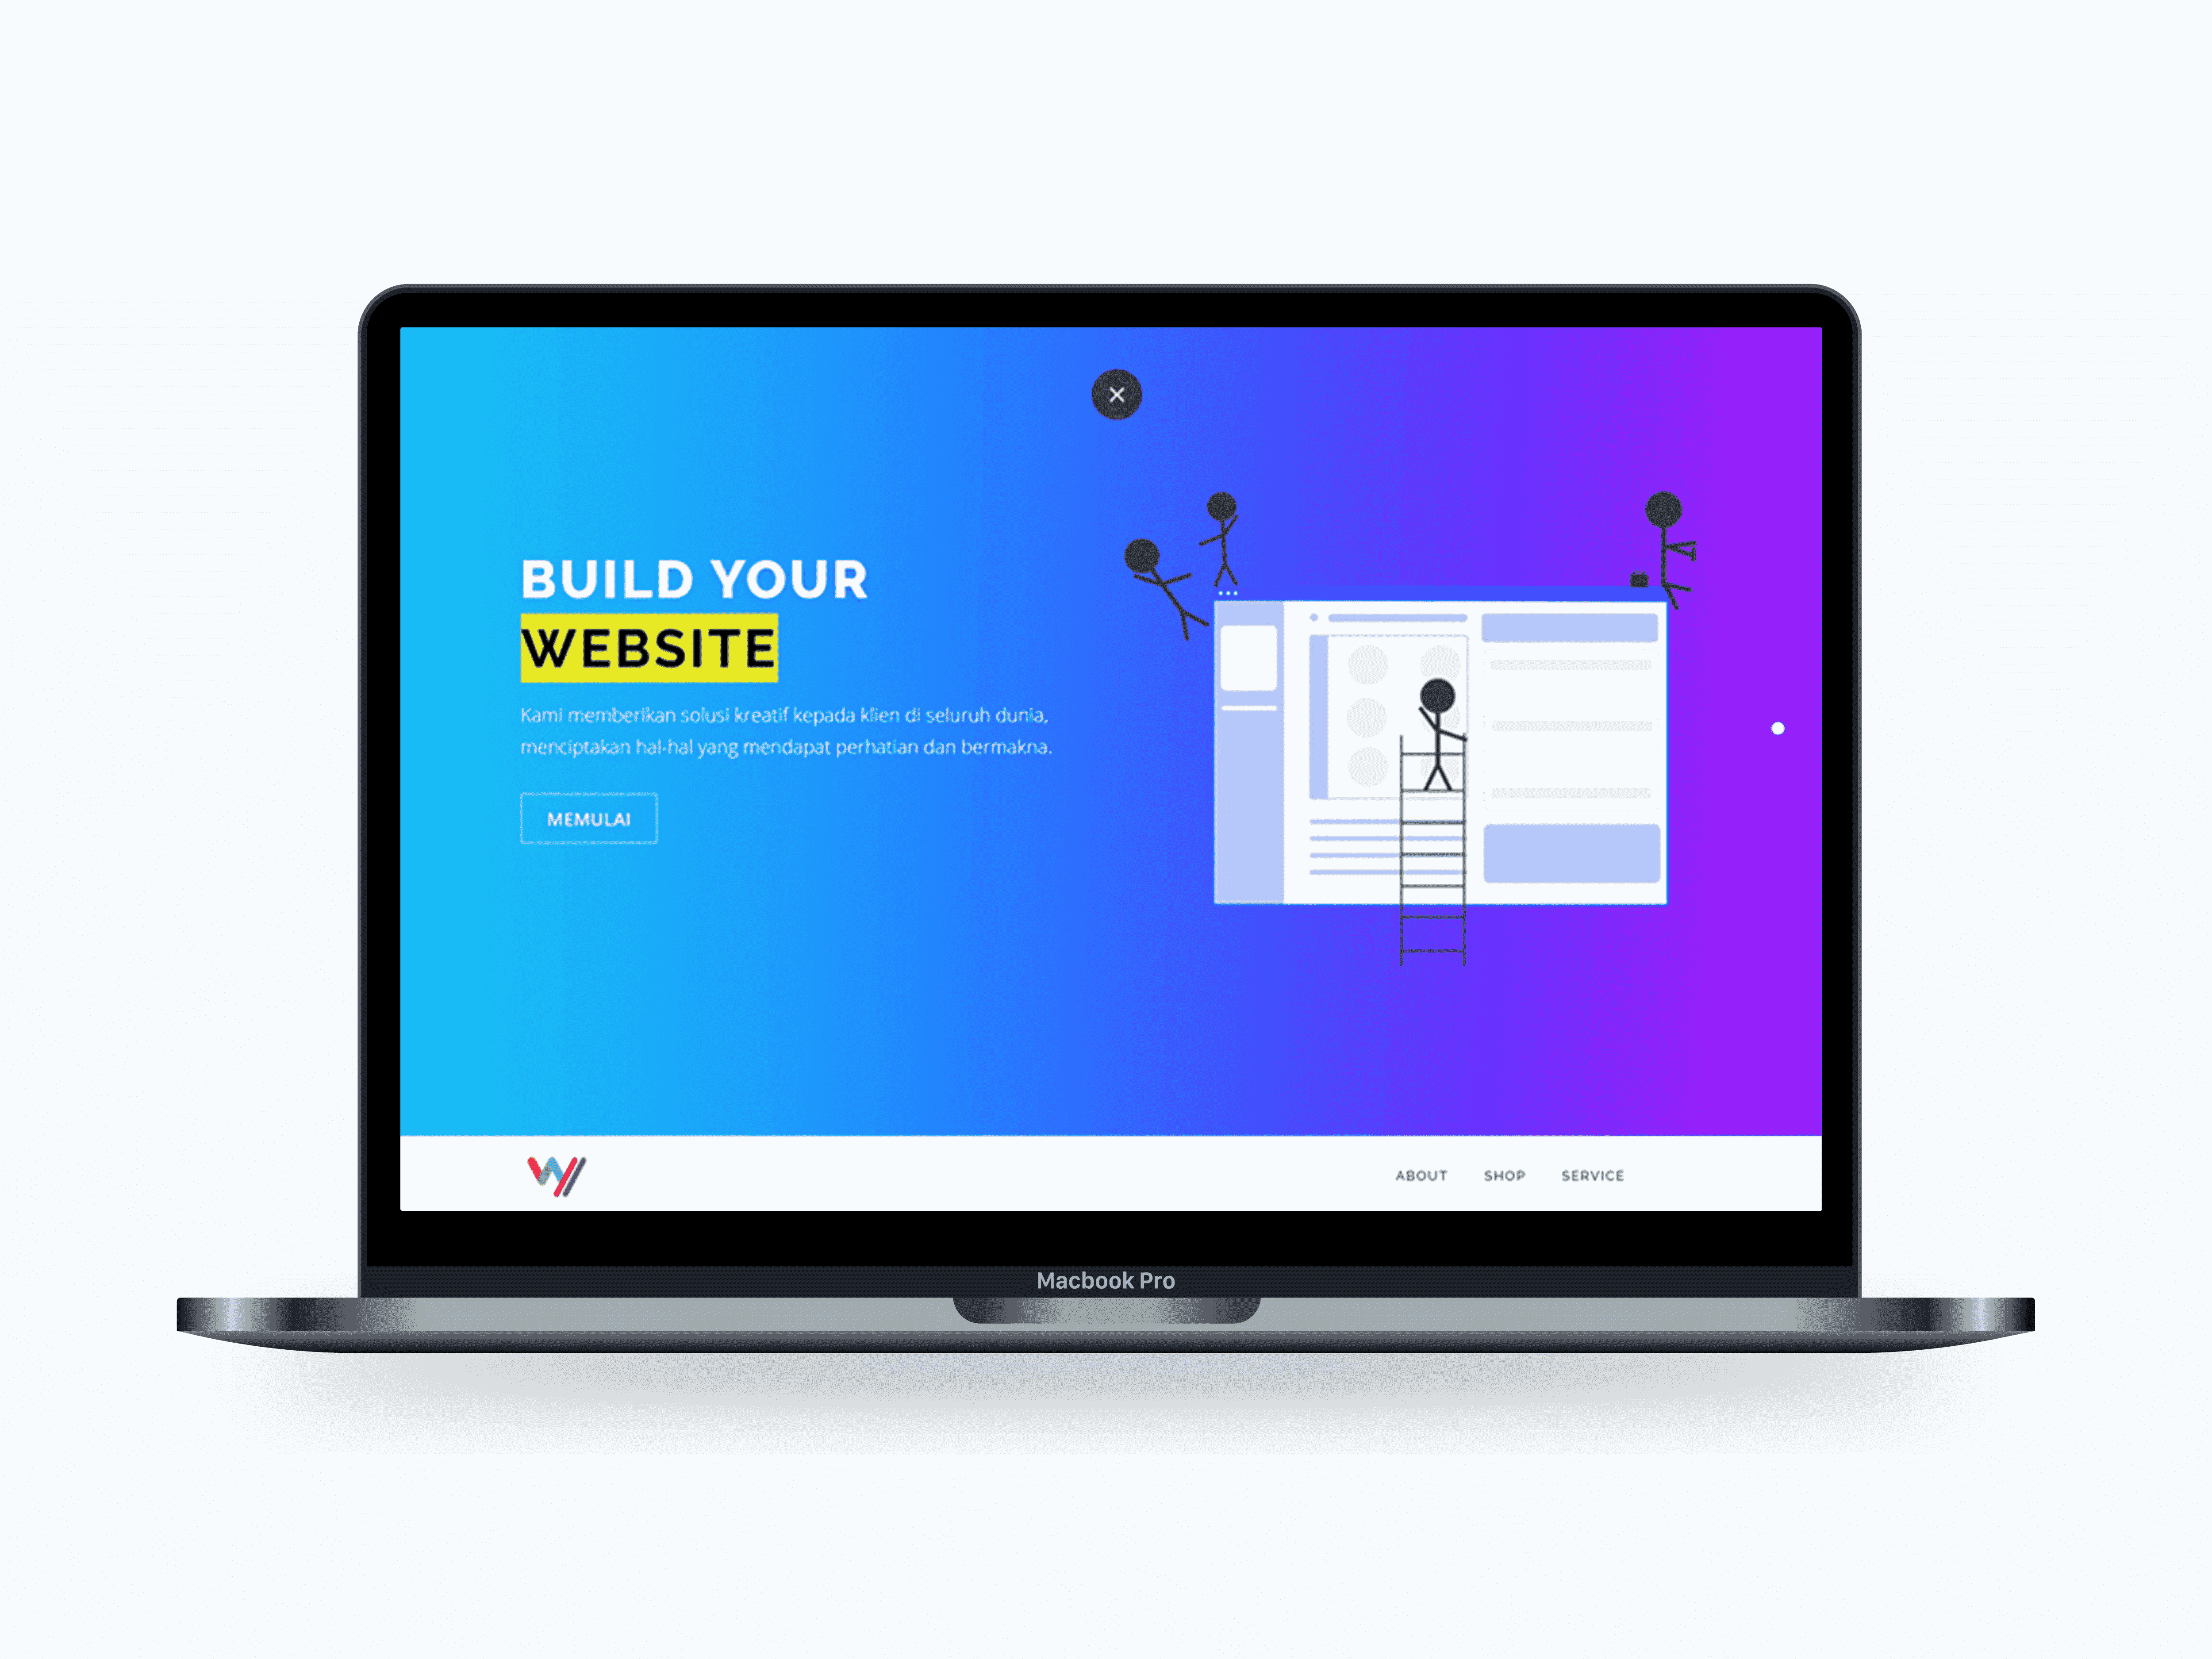 BUILD YOUR
WEBSITE
Kami memberikan solusi kreatif kepada klien di seluruh dunia,
menciptakan hal-hal yang mendapat perhatian dan bermakna.
MEMULAI
ABOUT SHOP SERVICE
Macbook Pro